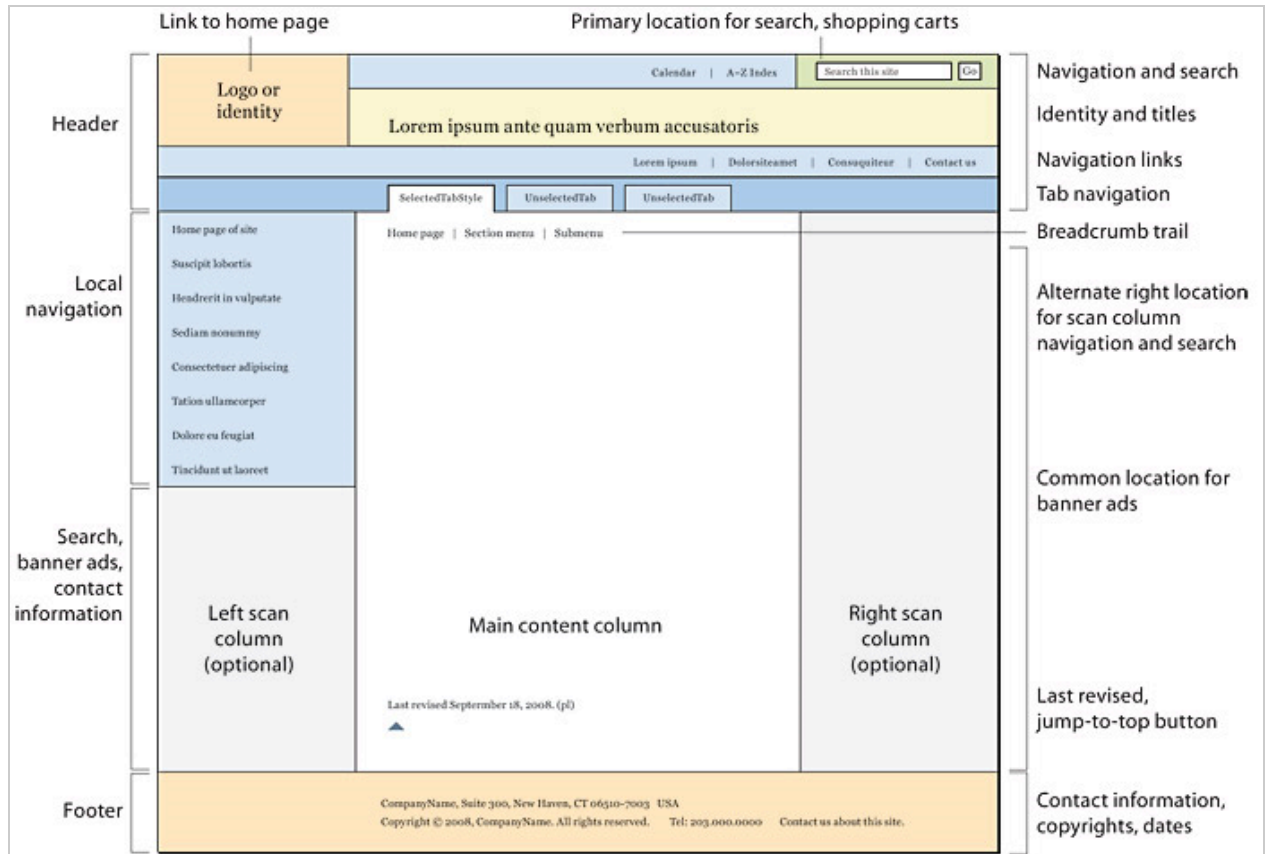 Link to home page
Primary location for search, shopping carts
Header
Logo or
identity
Calendar | A–Z Index
Search this site
Go
Navigation and search
Lorem ipsum ante quam verbum accusatoris
Identity and titles
Lorem ipsum | Dolorsiteamet | Consuquiteur | Contact us
Navigation links
SelectedTabStyle
UnselectedTab
UnselectedTab
Tab navigation
Local
navigation
Home page of site
Suscipit lobortis
Hendrerit in vulputate
Sediam nonummy
Consectetuer adipiscing
Tation ullamcorper
Dolore eu feugiat
Tincidunt ut laoreet
Home page | Section menu | Submenu
Breadcrumb trail
Alternate right location
for scan column
navigation and search
Common location for
banner ads
Search,
banner ads,
contact
information
Left scan
column
(optional)
Main content column
Right scan
column
(optional)
Last revised Septermber 18, 2008. (pl)
Last revised,
jump-to-top button
Footer
CompanyName, Suite 300, New Haven, CT 06510-7003 USA
Copyright © 2008, CompanyName. All rights reserved. Tel: 203.000.0000 Contact us about this site.
Contact information,
copyrights, dates